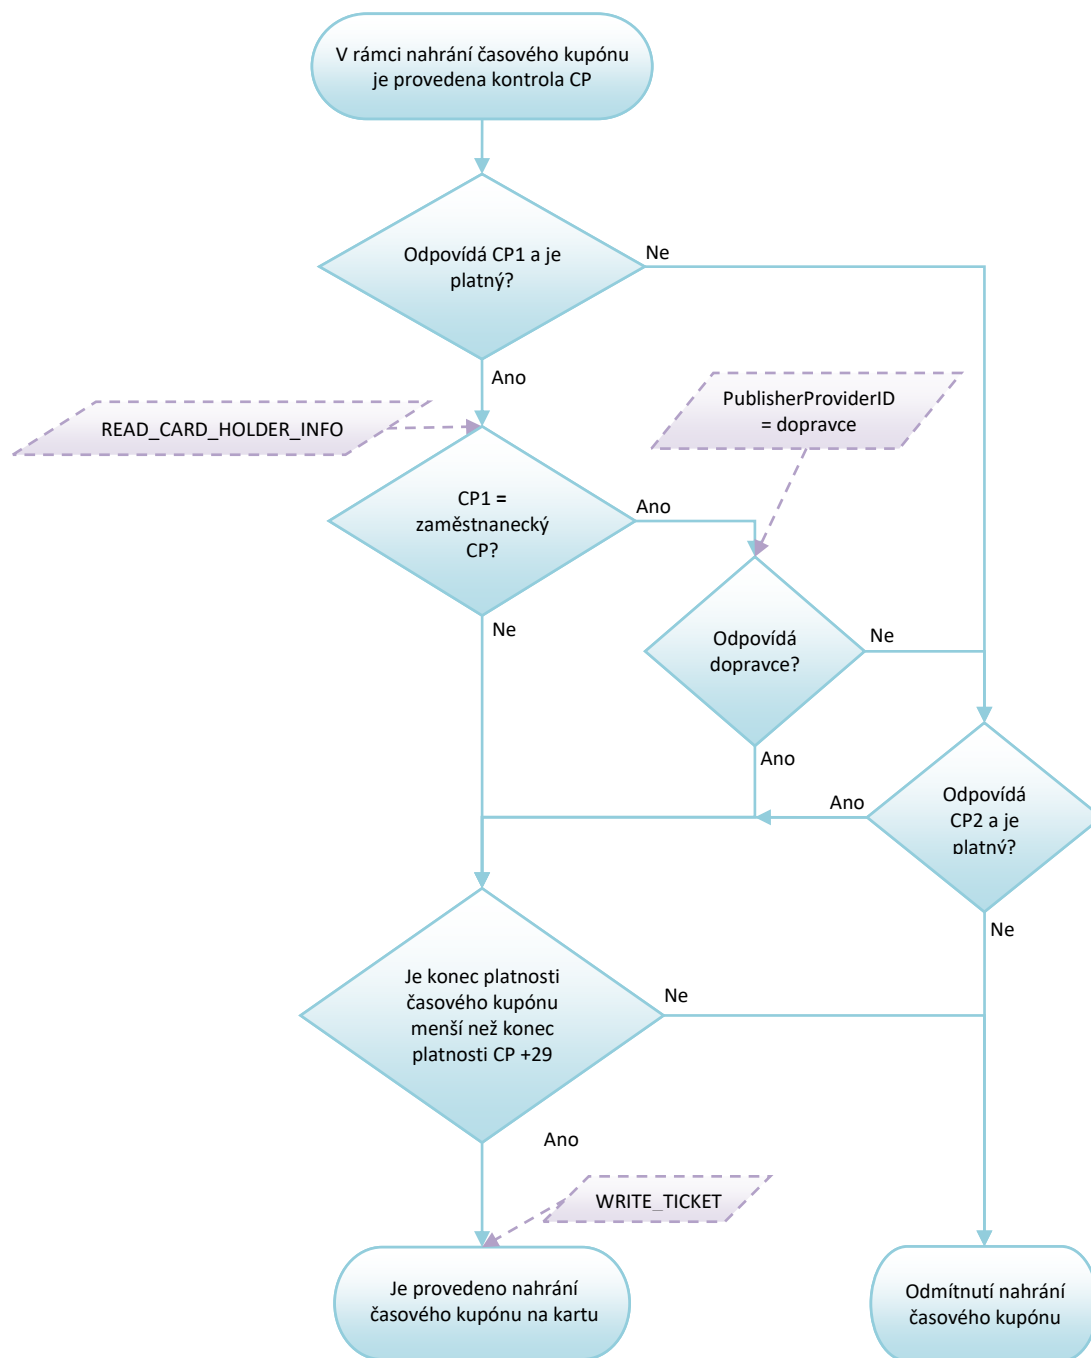 V rámci nahrání časového kupónu
je provedena kontrola CP
Odpovídá CP1 a je
platný?
Ne
Ano
READ_CARD_HOLDER_INFO
PublisherProviderID
= dopravce
CP1 =
zaměstnanecký
CP?
Ano
Ne
Odpovídá
dopravce?
Ne
Ano
Odpovídá
CP2 a je
platný?
Ano
Ne
Je konec platnosti
časového kupónu
menší než konec
platnosti CP +29
Ne
Ano
WRITE_TICKET
Je provedeno nahrání
časového kupónu na kartu
Odmítnutí nahrání
časového kupónu